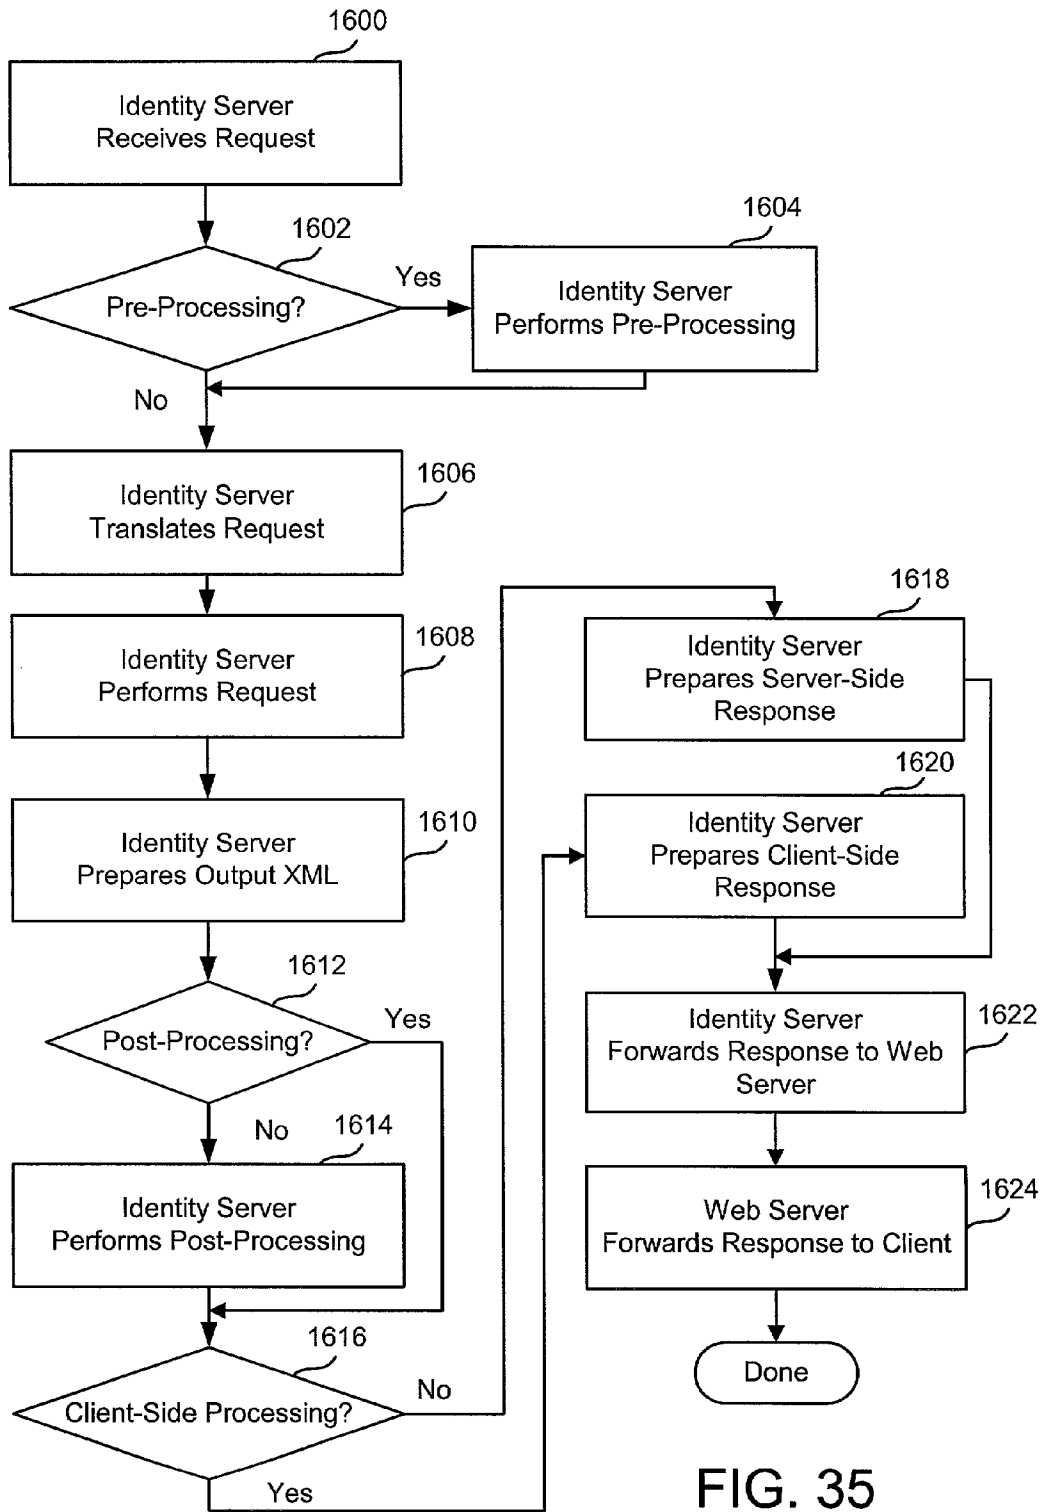 1600
Identity Server
Receives Request
1602
Pre-Processing?
Yes
No
1604
Identity Server
Performs Pre-Processing
1606
Identity Server
Translates Request
1608
Identity Server
Performs Request
1610
Identity Server
Prepares Output XML
1612
Post-Processing?
Yes
No
1614
Identity Server
Performs Post-Processing
1616
Client-Side Processing?
No
Yes
1618
Identity Server
Prepares Server-Side
Response
1620
Identity Server
Prepares Client-Side
Response
1622
Identity Server
Forwards Response to Web
Server
1624
Web Server
Forwards Response to Client
Done
FIG. 35